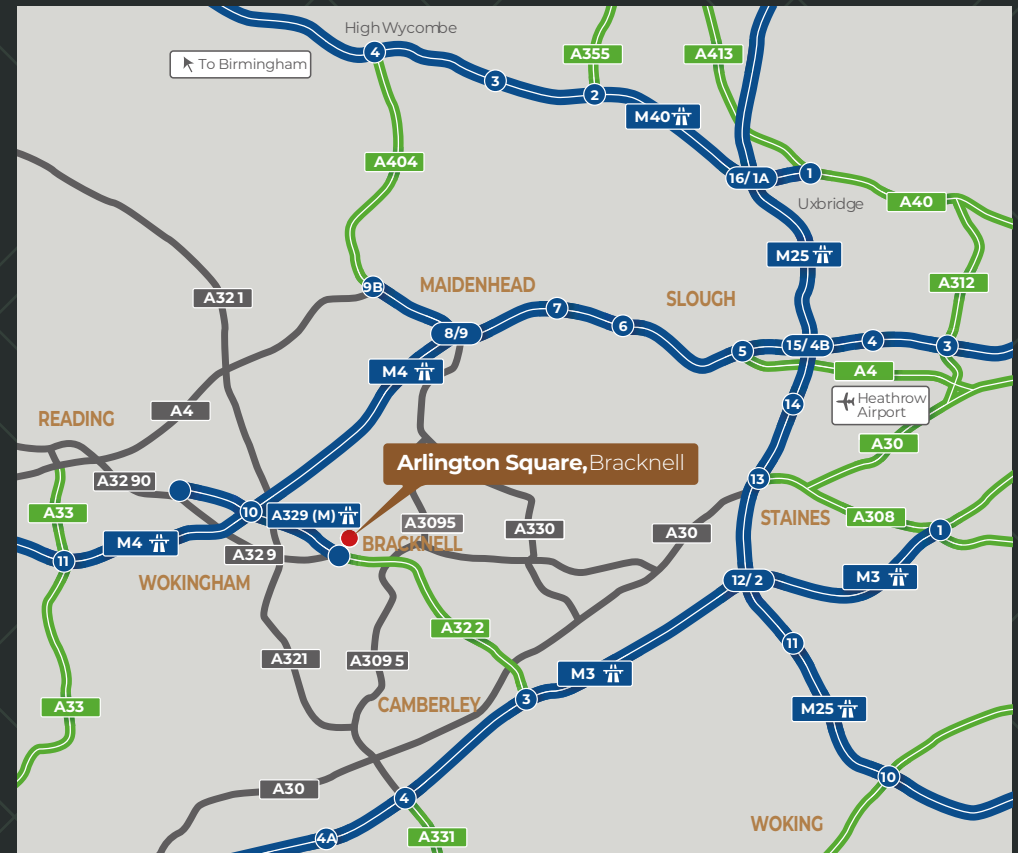 High Wycombe
A355
A413
4
To Birmingham
3
2
M40
A404
16/1A
1
A40
Uxbridge
M25
A312
9B
MAIDENHEAD
SLOUGH
A321
7
6
8/9
5
15/4B
4
3
M4
A4
Heathrow
Airport
14
READING
A4
A30
Arlington Square, Bracknell
A3290
13
A33
10
A329 (M)
A3095
A330
A30
STAINES
A308
1
M4
BRACKNELL
A329
11
WOKINGHAM
12/2
M3
A322
11
A321
A3095
M3
CAMBERLEY
3
A33
M25
10
A30
4
WOKING
4A
A331